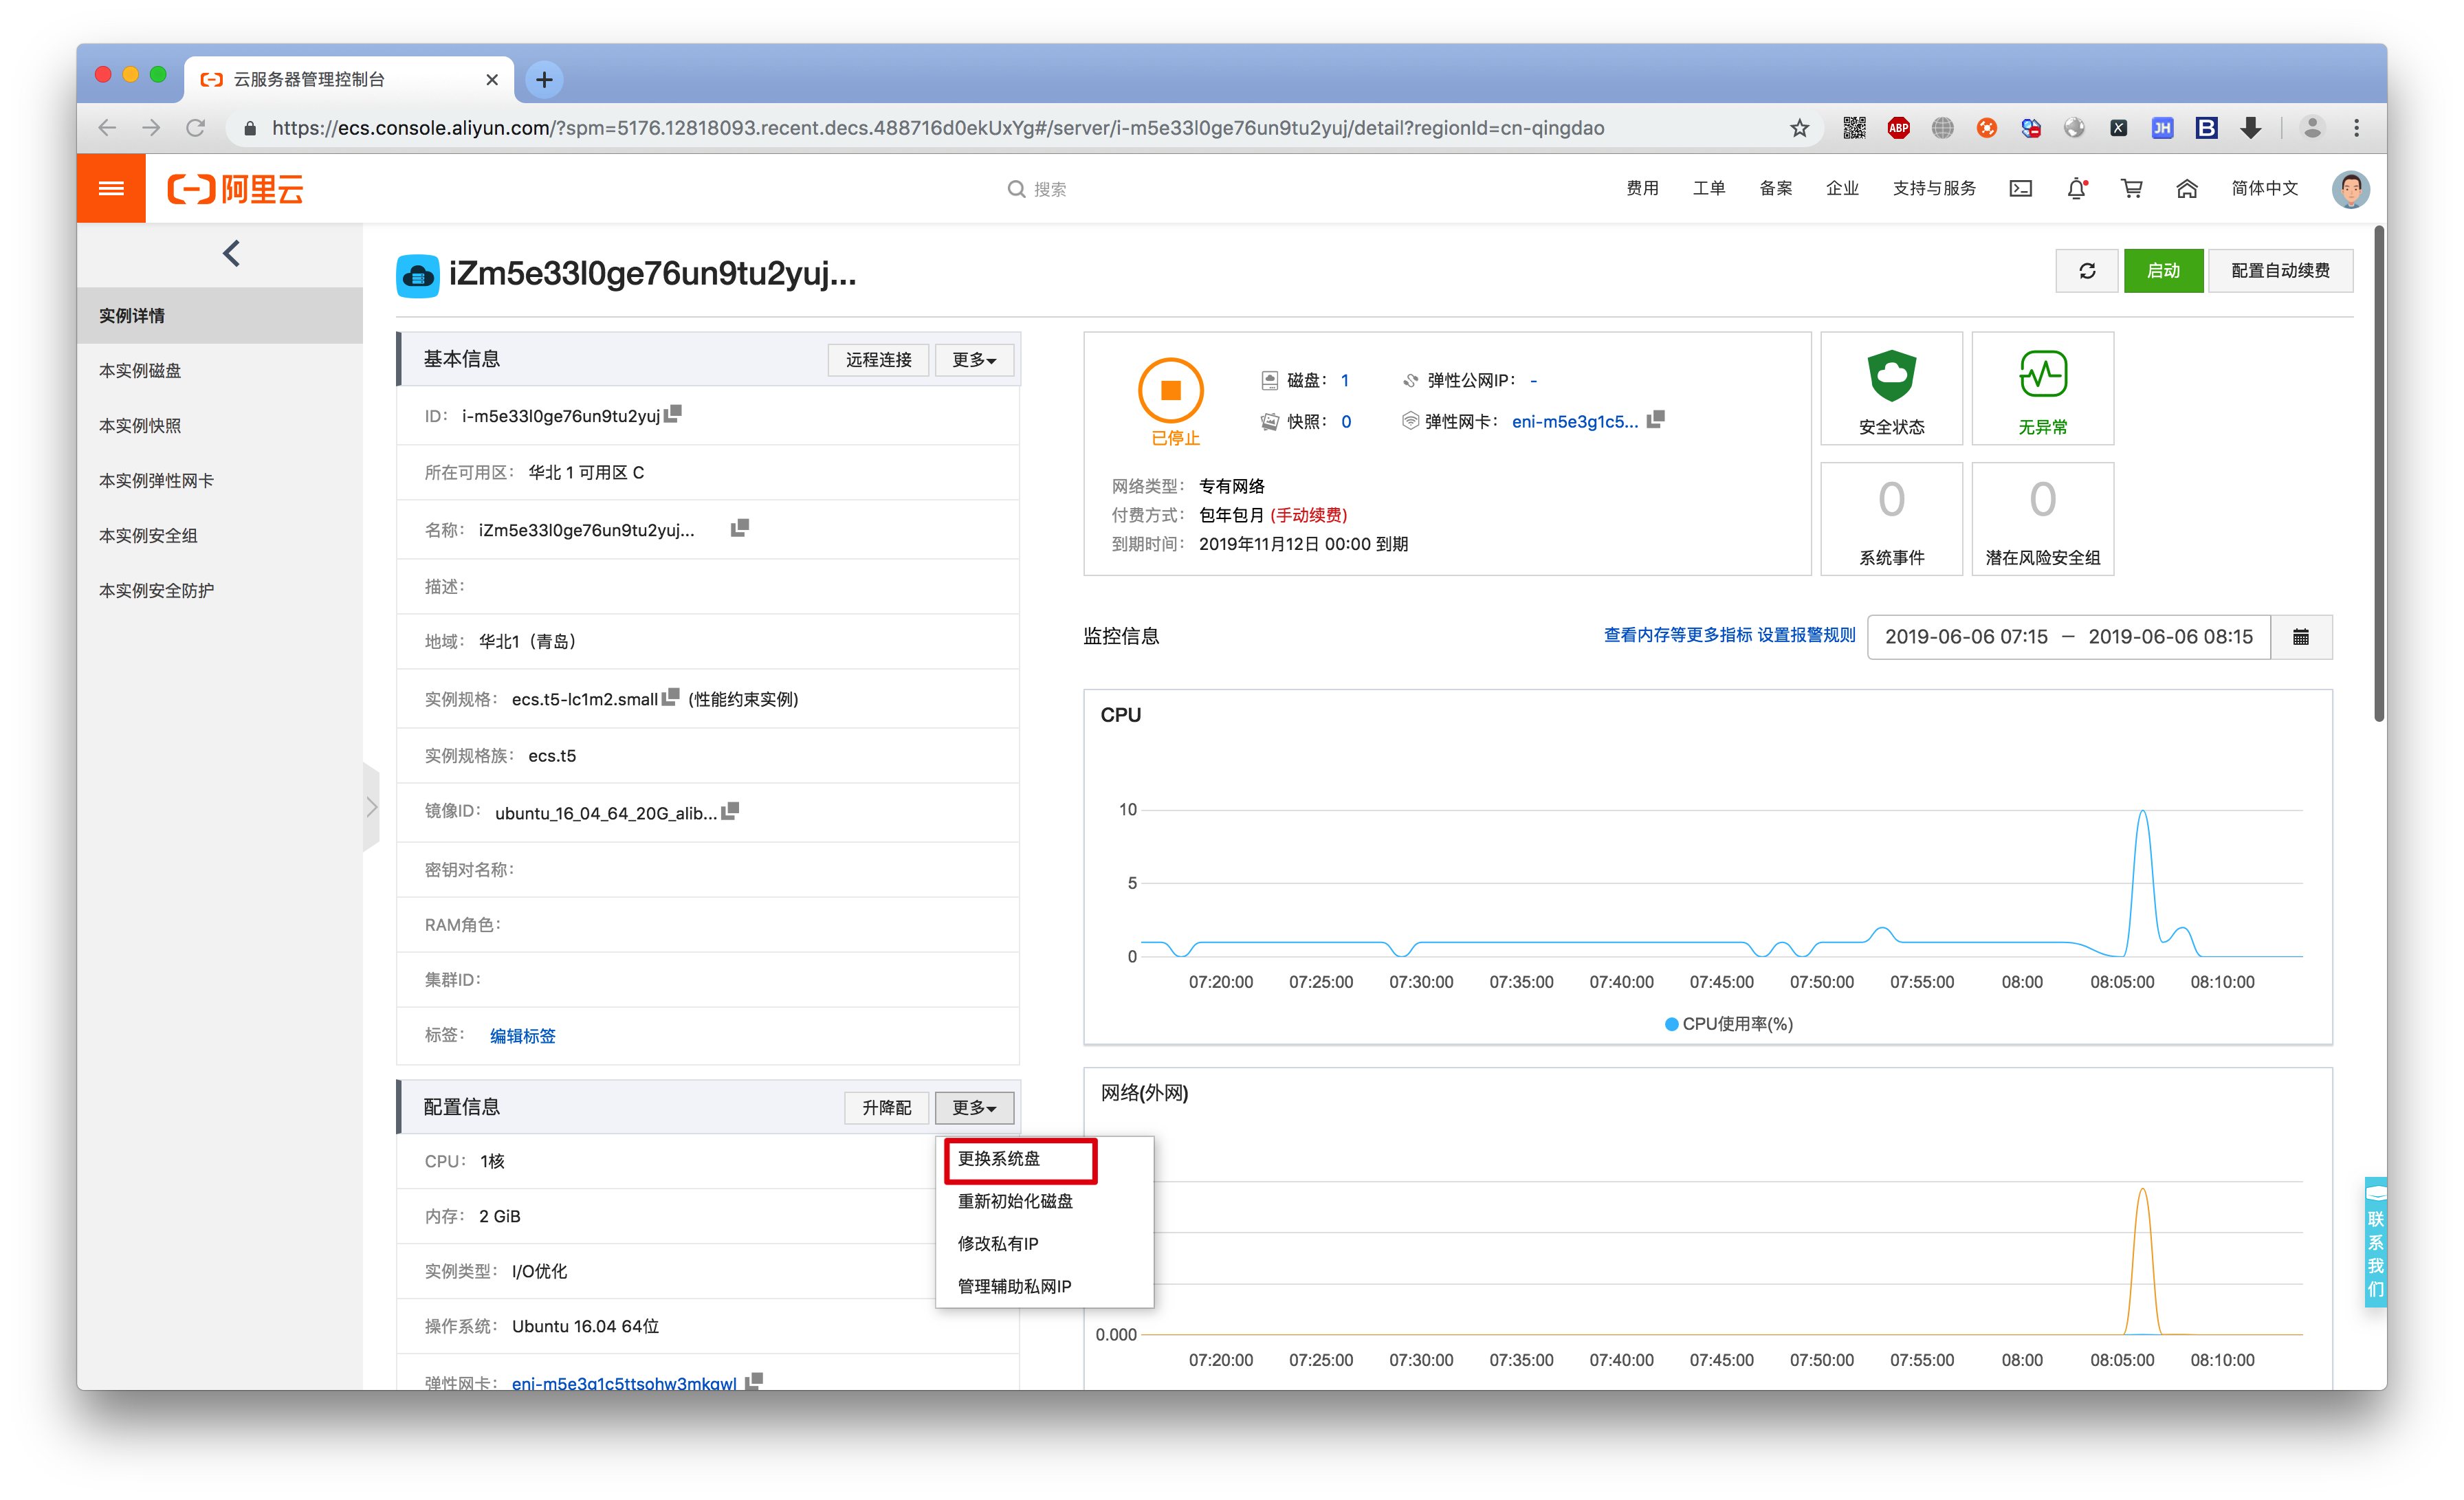 云服务器管理控制台
https://ecs.console.aliyun.com/?spm=5176.12818093.recent.decs.488716d0ekUxYg#/server/i-m5e33l0ge76un9tu2yuj/detail?regionId=cn-qingdao
ABP
JH
B
阿里云
搜索
费用
工单
备案
企业
支持与服务
简体中文
实例详情
本实例磁盘
本实例快照
本实例弹性网卡
本实例安全组
本实例安全防护
iZm5e33l0ge76un9tu2yuj...
启动
配置自动续费
基本信息
远程连接
更多
ID： i-m5e33l0ge76un9tu2yuj
所在可用区： 华北 1 可用区 C
名称： iZm5e33l0ge76un9tu2yuj...
描述：
地域： 华北1（青岛）
实例规格： ecs.t5-lc1m2.small (性能约束实例)
实例规格族： ecs.t5
镜像ID： ubuntu_16_04_64_20G_alib...
密钥对名称：
RAM角色：
集群ID：
标签： 编辑标签
配置信息
升降配
更多
更换系统盘
重新初始化磁盘
修改私有IP
管理辅助私网IP
CPU： 1核
内存： 2 GiB
实例类型： I/O优化
操作系统： Ubuntu 16.04 64位
弹性网卡： eni-m5e3g1c5ttsohw3mkqwl
已停止
磁盘： 1
弹性公网IP： -
快照： 0
弹性网卡： eni-m5e3g1c5...
网络类型： 专有网络
付费方式： 包年包月 (手动续费)
到期时间： 2019年11月12日 00:00 到期
安全状态
无异常
0
系统事件
0
潜在风险安全组
监控信息
查看内存等更多指标 设置报警规则
2019-06-06 07:15 – 2019-06-06 08:15
CPU
10
5
0
07:20:00 07:25:00 07:30:00 07:35:00 07:40:00 07:45:00 07:50:00 07:55:00 08:00 08:05:00 08:10:00
CPU使用率(%)
网络(外网)
0.000
07:20:00 07:25:00 07:30:00 07:35:00 07:40:00 07:45:00 07:50:00 07:55:00 08:00 08:05:00 08:10:00
联系我们